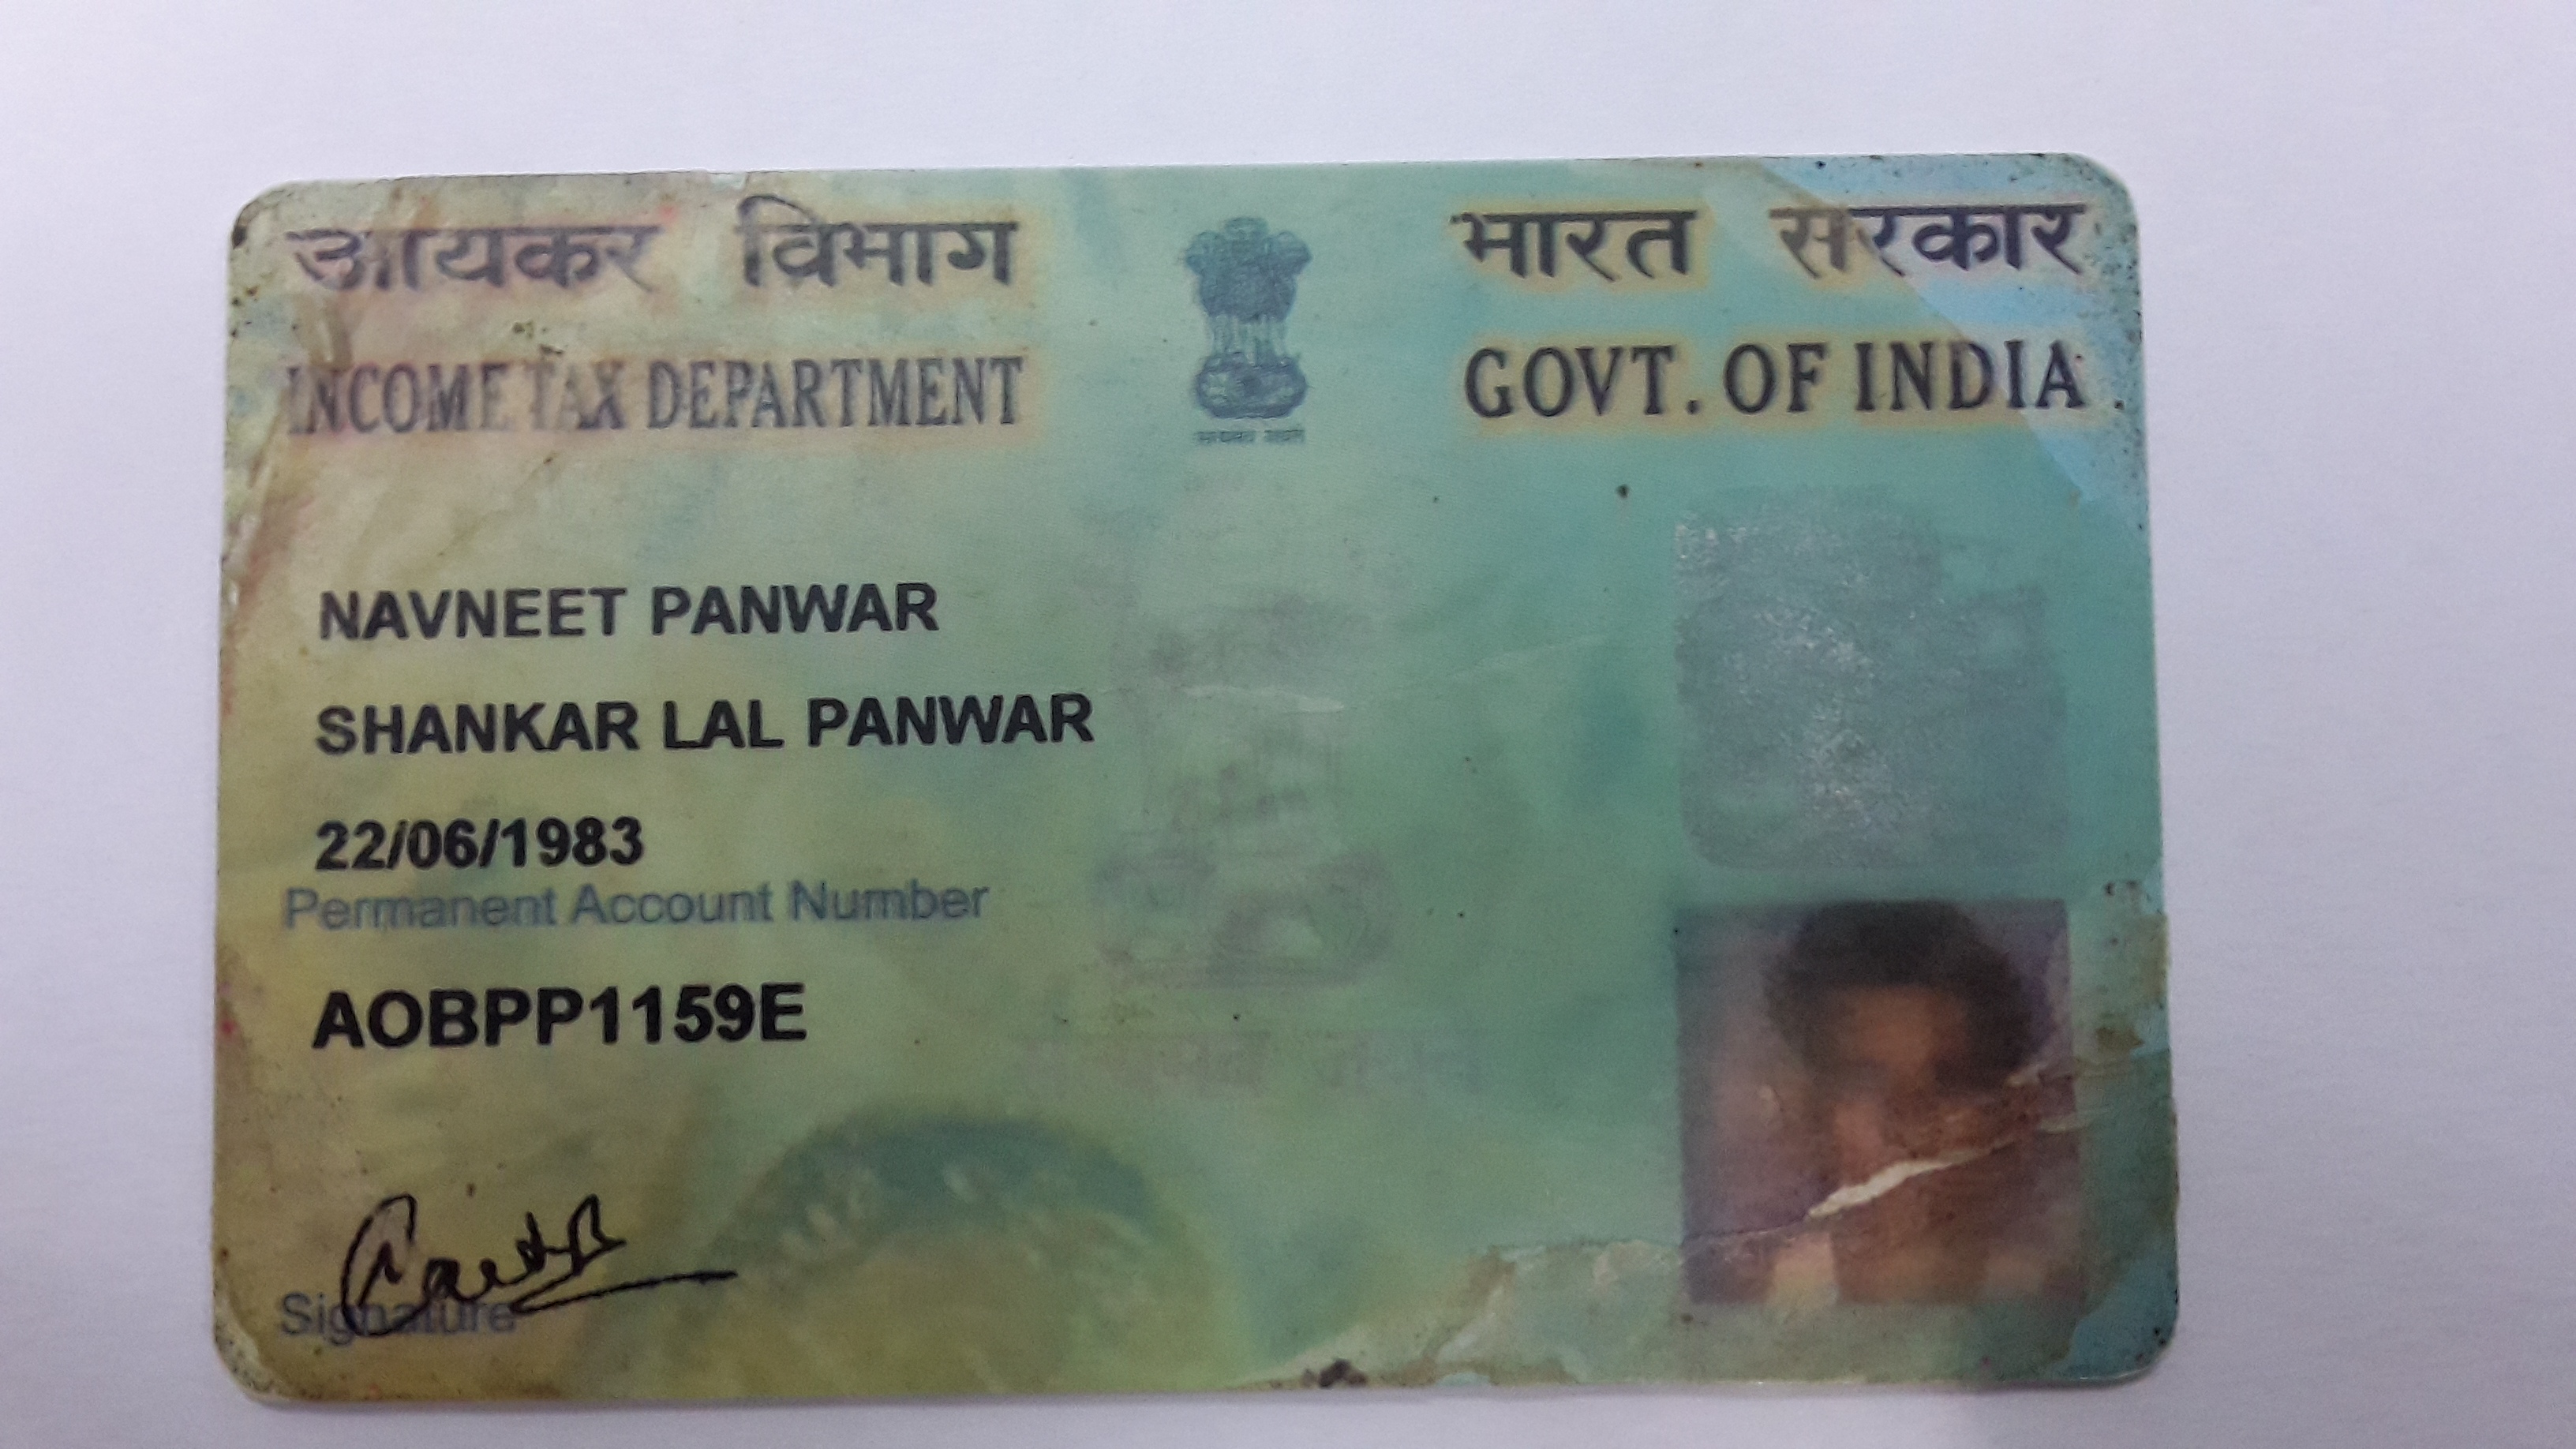 आयकर विभाग
INCOME TAX DEPARTMENT
भारत सरकार
GOVT. OF INDIA
सत्यमेव जयते
NAVNEET PANWAR
SHANKAR LAL PANWAR
22/06/1983
Permanent Account Number
AOBPP1159E
Signature